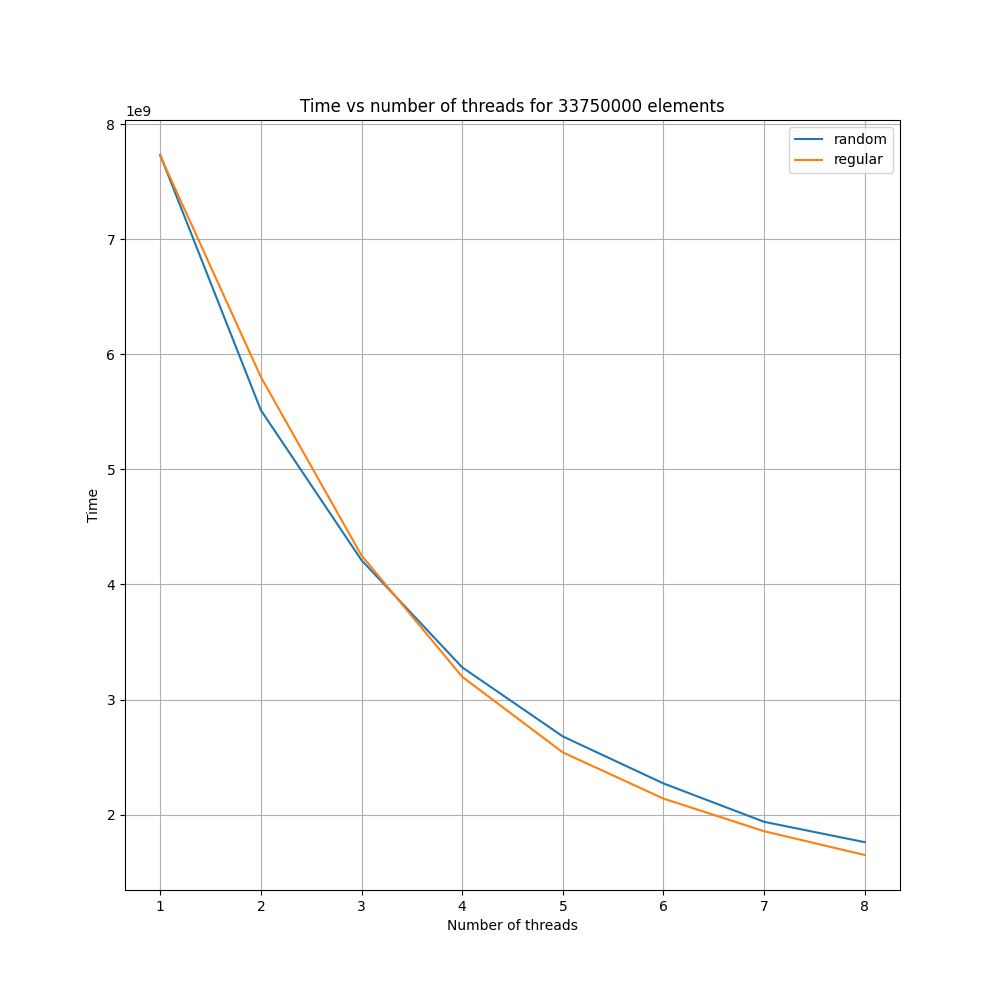 Time vs number of threads for 33750000 elements
1e9
8
7
6
5
4
3
2
Time
1 2 3 4 5 6 7 8
Number of threads
random
regular